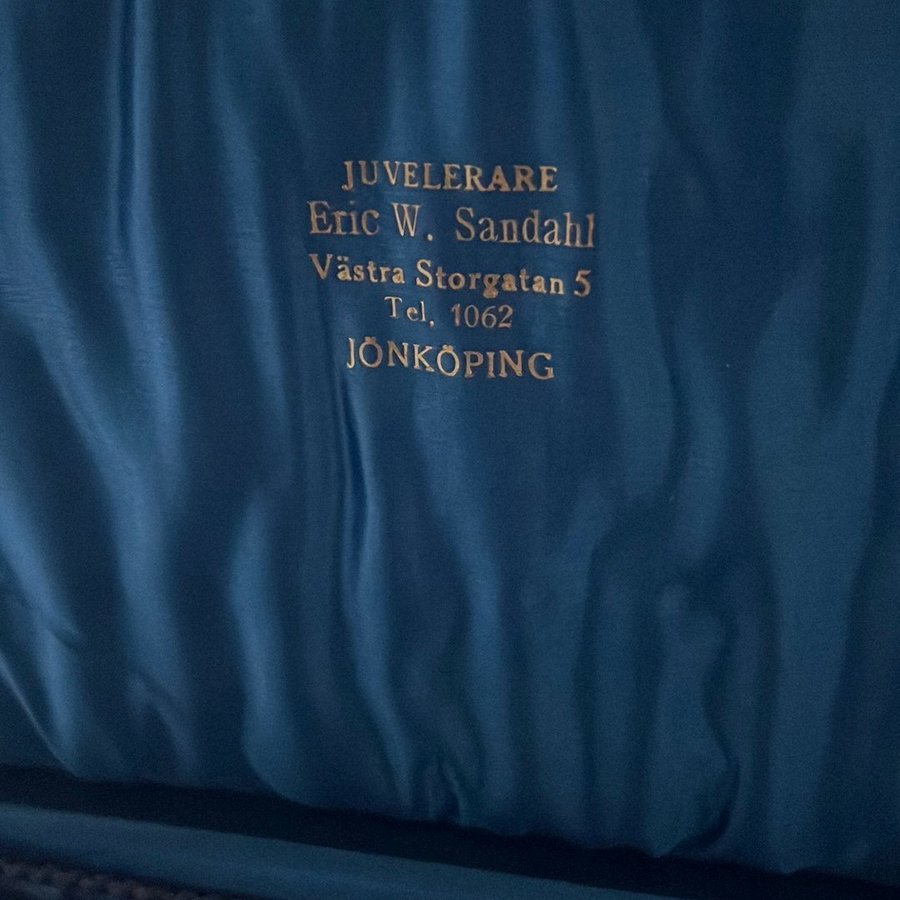 JUVELERARE
Eric W. Sandahl
Västra Storgatan 5
Tel. 1062
JÖNKÖPING